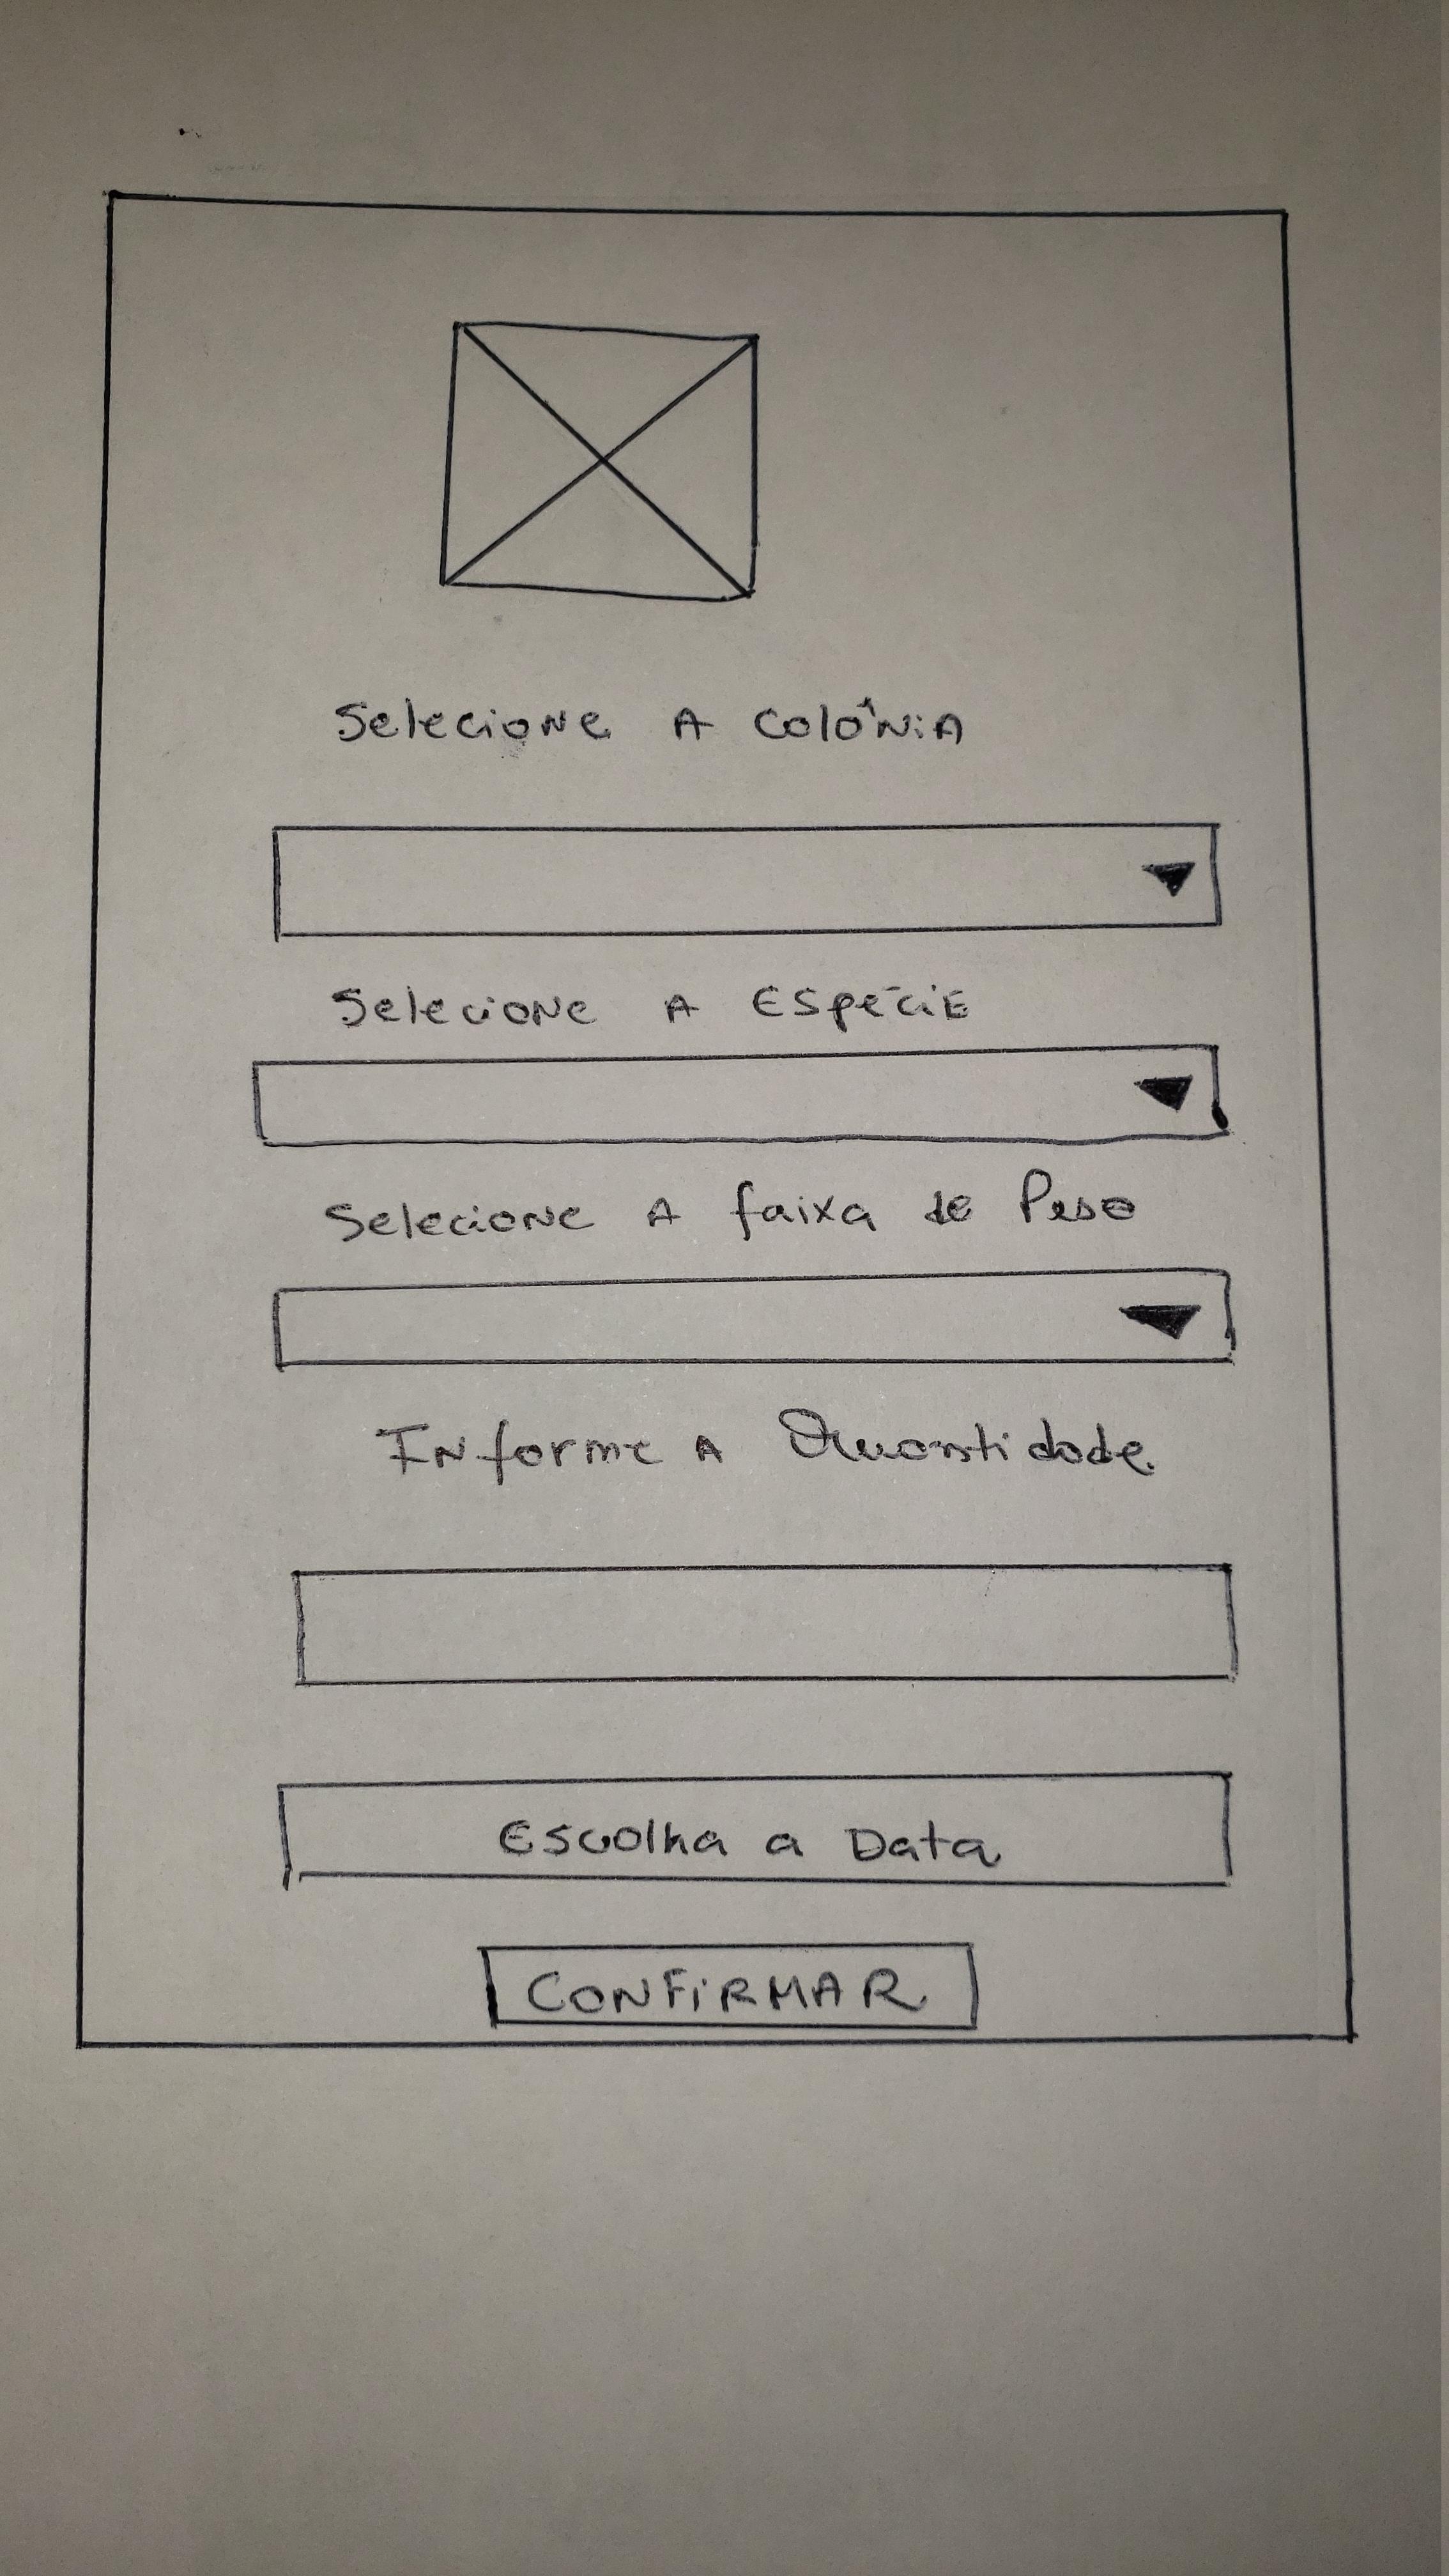 Selecione A Colônia
Selecione A Espécie
Selecione A faixa de Peso
Informe A Quantidade
Escolha a Data
CONFiRMAR